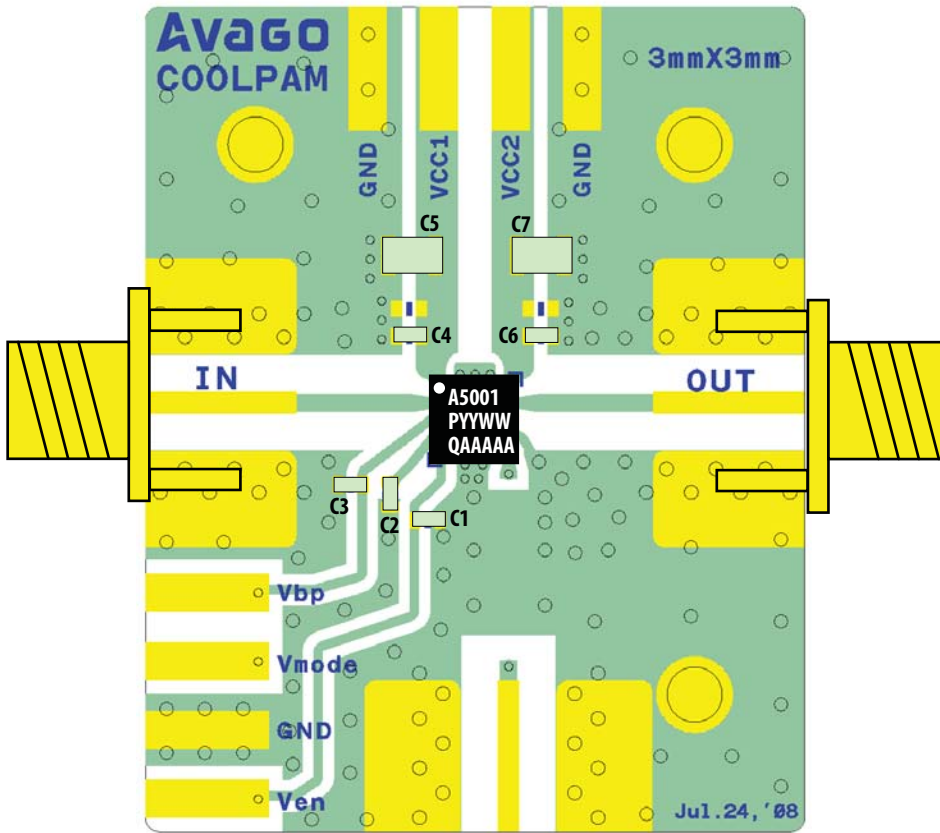 AVAGO
COOLPAM
3mmX3mm
GND
VCC1
VCC2
GND
C5
C7
C4
C6
IN
OUT
A5001
PYYWW
QAAAAA
C3
C2
C1
Vbp
Vmode
GND
Ven
Jul.24,'08